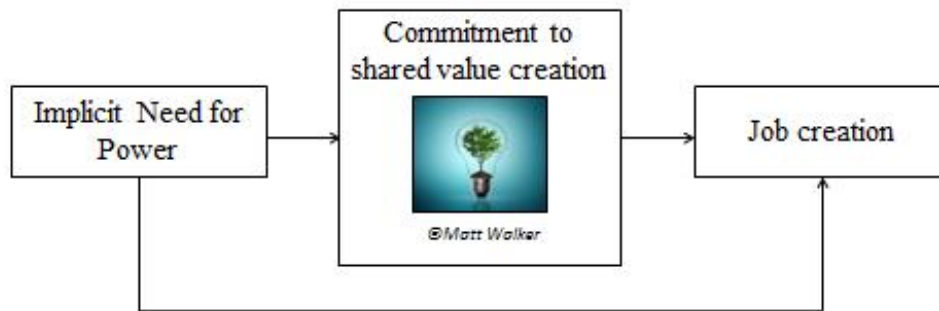 Implicit Need for
Power
Commitment to
shared value creation
©Matt Walker
Job creation